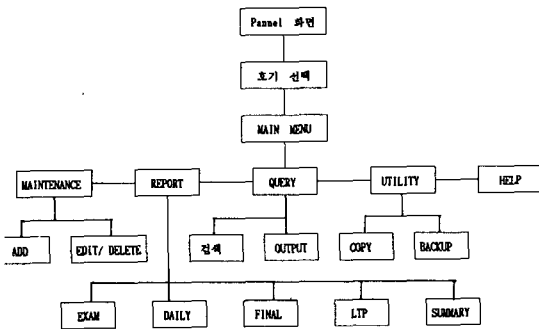 Pannel 화면
호기 선택
MAIN MENU
MAINTENANCE REPORT QUERY UTILITY HELP
ADD EDIT/ DELETE 검색 OUTPUT COPY BACKUP
EXAM DAILY FINAL LTP SUMMARY